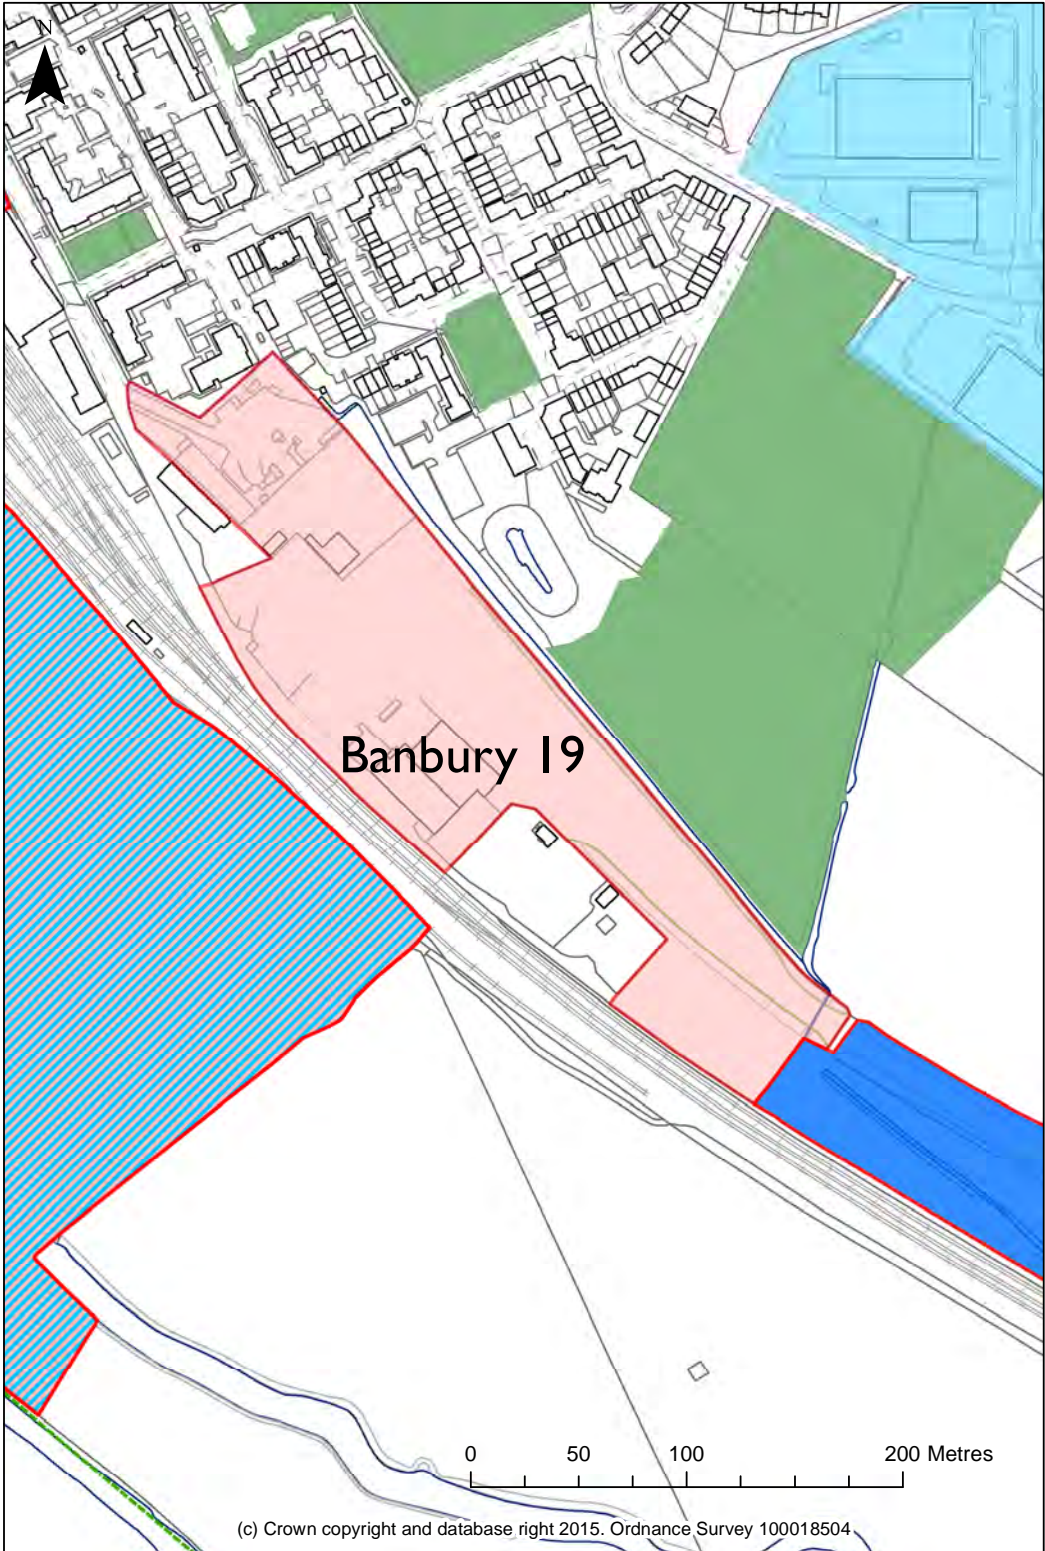 N
Banbury 19
0 50 100 200 Metres
(c) Crown copyright and database right 2015. Ordnance Survey 100018504